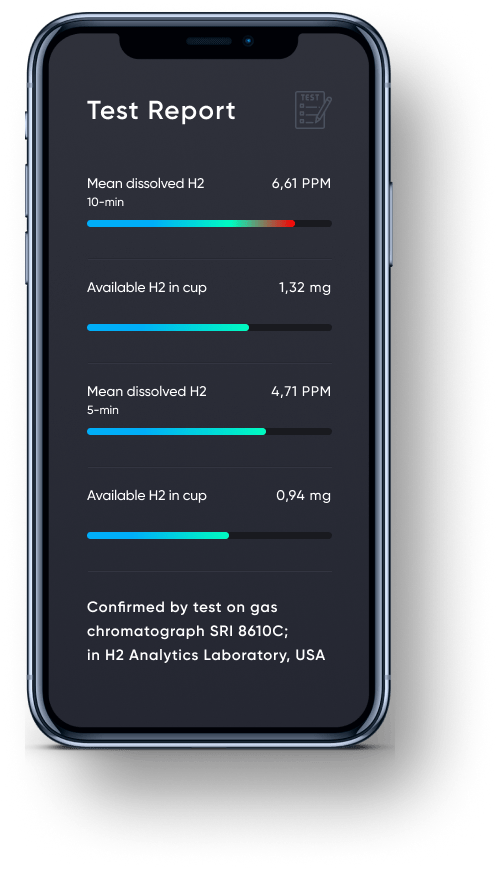 Test Report
TEST
Mean dissolved H2 6,61 PPM
10-min
Available H2 in cup 1,32 mg
Mean dissolved H2 4,71 PPM
5-min
Available H2 in cup 0,94 mg
Confirmed by test on gas
chromatograph SRI 8610C;
in H2 Analytics Laboratory, USA